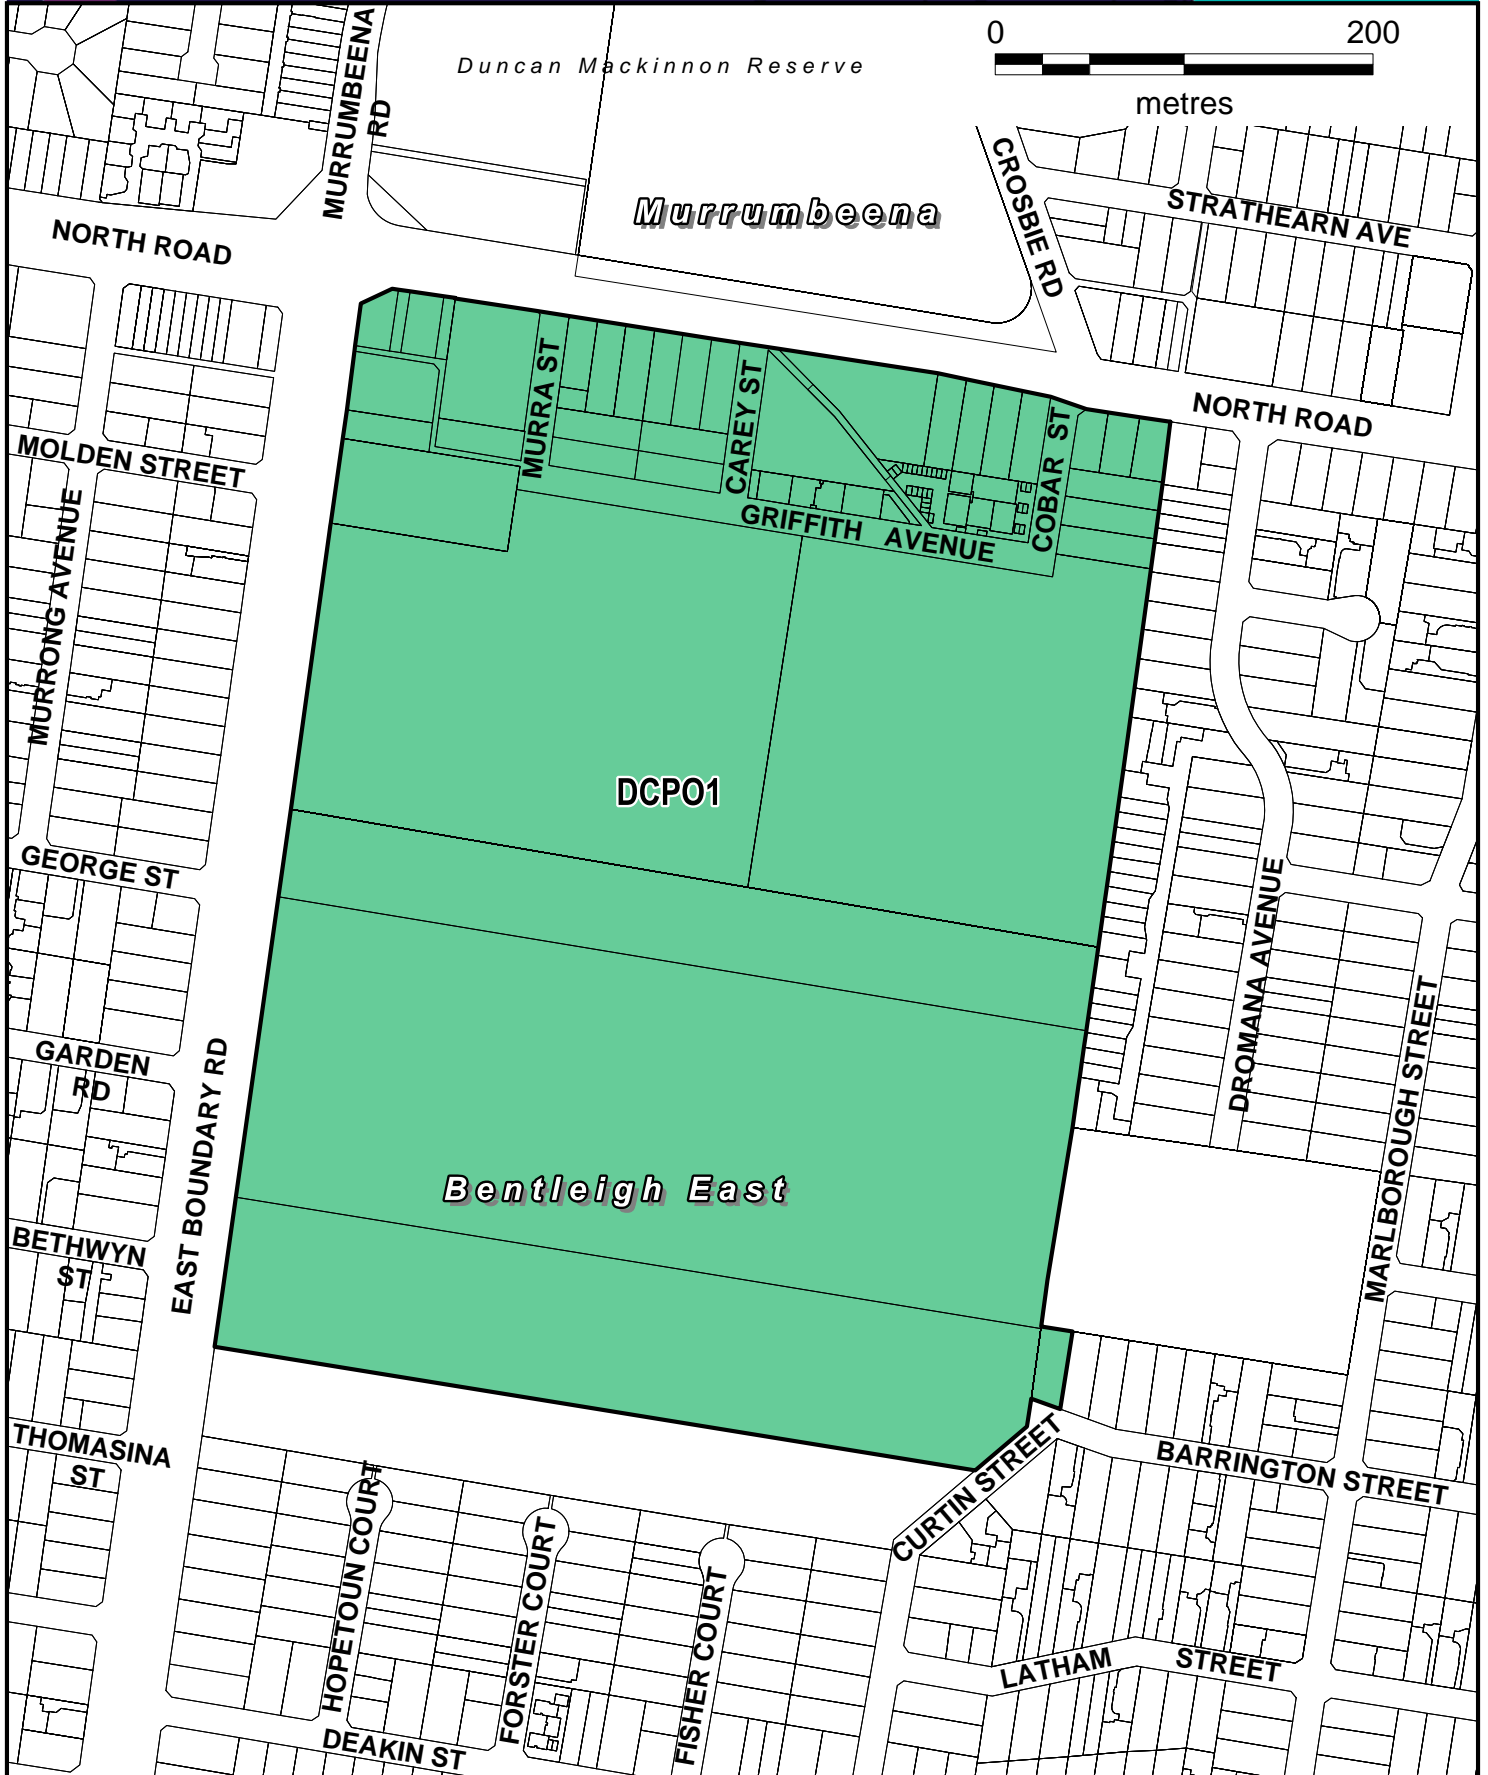 0 200
metres
Duncan Mackinnon Reserve
MURRUMBEENA
RD
Murrumbeena
CROSBIE RD
STRATHEARN AVE
NORTH ROAD
NORTH ROAD
MURRA ST
CAREY ST
COBAR ST
GRIFFITH AVENUE
MOLDEN STREET
MURRONG AVENUE
DCPO1
GEORGE ST
DROMANA AVENUE
MARLBOROUGH STREET
GARDEN
RD
EAST BOUNDARY RD
Bentleigh East
BETHWYN
ST
THOMASINA
ST
CURTIN STREET
BARRINGTON STREET
HOPETOUN COURT
FORSTER COURT
FISHER COURT
LATHAM STREET
DEAKIN ST